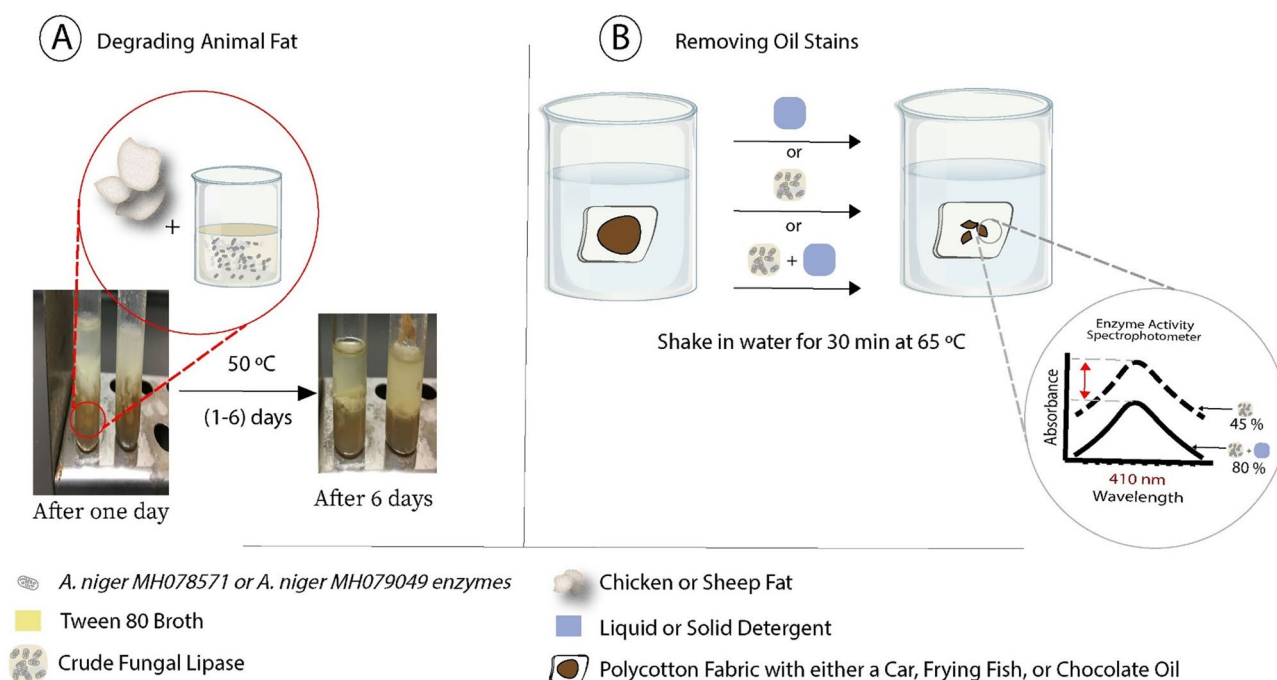 A Degrading Animal Fat
+
50 ºC
(1-6) days
After one day
After 6 days
B Removing Oil Stains
or
or
+
Shake in water for 30 min at 65 ºC
Enzyme Activity
Spectrophotometer
Absorbance
45 %
+
80 %
410 nm
Wavelength
A. niger MH078571 or A. niger MH079049 enzymes
Tween 80 Broth
Crude Fungal Lipase
Chicken or Sheep Fat
Liquid or Solid Detergent
Polycotton Fabric with either a Car, Frying Fish, or Chocolate Oil